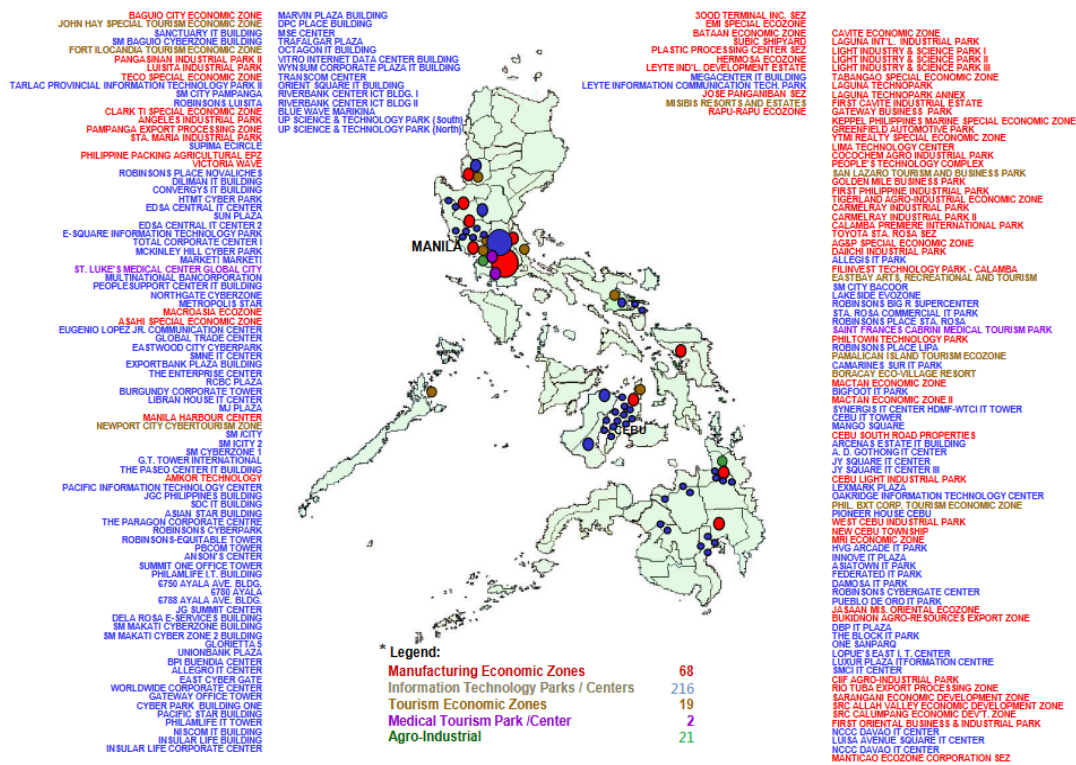 BAGUIO CITY ECONOMIC ZONE
JOHN HAY SPECIAL TOURISM ECONOMIC ZONE
SANCTUARY IT BUILDING
SM BAGUIO CYBERZONE BUILDING
FORT ILOCANDIA TOURISM ECONOMIC ZONE
PANGASINAN INDUSTRIAL PARK II
LUISITA INDUSTRIAL PARK
TECO SPECIAL ECONOMIC ZONE
TARLAC PROVINCIAL INFORMATION TECHNOLOGY PARK II
SM CITY PAMPANGA
ROBINSONS LUISITA
CLARK TI SPECIAL ECONOMIC ZONE
ANGELES INDUSTRIAL PARK
PAMPANGA EXPORT PROCESSING ZONE
STA. MARIA INDUSTRIAL PARK
SUPIMA ECIRCLE
PHILIPPINE PACKING AGRICULTURAL EPZ
VICTORIA WAVE
ROBINSONS PLACE NOVALICHES
DILIMAN IT BUILDING
CONVERGYS IT BUILDING
HTMT CYBER PARK
EDSA CENTRAL IT CENTER
SUN PLAZA
EDSA CENTRAL IT CENTER 2
E-SQUARE INFORMATION TECHNOLOGY PARK
TOTAL CORPORATE CENTER I
MCKINLEY HILL CYBER PARK
MARKET! MARKET!
ST. LUKE'S MEDICAL CENTER GLOBAL CITY
MULTINATIONAL BANCORPORATION
PEOPLESUPPORT CENTER IT BUILDING
NORTHGATE CYBERZONE
METROPOLIS STAR
MACROASIA ECOZONE
ASAHI SPECIAL ECONOMIC ZONE
EUGENIO LOPEZ JR. COMMUNICATION CENTER
GLOBAL TRADE CENTER
EASTWOOD CITY CYBERPARK
SMNE IT CENTER
EXPORTBANK PLAZA BUILDING
THE ENTERPRISE CENTER
RCBC PLAZA
BURGUNDY CORPORATE TOWER
LIBRAN HOUSE IT CENTER
MJ PLAZA
MANILA HARBOUR CENTER
NEWPORT CITY CYBERTOURISM ZONE
SM ICITY
SM ICITY 2
SM CYBERZONE 1
G.T. TOWER INTERNATIONAL
THE PASEO CENTER IT BUILDING
AMKOR TECHNOLOGY
PACIFIC INFORMATION TECHNOLOGY CENTER
JGC PHILIPPINES BUILDING
SDC IT BUILDING
ASIAN STAR BUILDING
THE PARAGON CORPORATE CENTRE
ROBINSONS CYBERPARK
ROBINSONS-EQUITABLE TOWER
PBCOM TOWER
ANSON'S CENTER
SUMMIT ONE OFFICE TOWER
PHILAMLIFE I.T. BUILDING
6750 AYALA AVE. BLDG.
6780 AYALA
6788 AYALA AVE. BLDG.
JG SUMMIT CENTER
DELA ROSA E-SERVICES BUILDING
SM MAKATI CYBERZONE BUILDING
SM MAKATI CYBER ZONE 2 BUILDING
GLORIETTA 5
UNIONBANK PLAZA
BPI BUENDIA CENTER
ALLEGRO IT CENTER
EAST CYBER GATE
WORLDWIDE CORPORATE CENTER
GATEWAY OFFICE TOWER
CYBER PARK BUILDING ONE
PACIFIC STAR BUILDING
PHILAMLIFE IT TOWER
NISCOM IT BUILDING
INSULAR LIFE BUILDING
INSULAR LIFE CORPORATE CENTER
MARVIN PLAZA BUILDING
DPC PLACE BUILDING
MSE CENTER
TRAFALGAR PLAZA
OCTAGON IT BUILDING
VITRO INTERNET DATA CENTER BUILDING
WYNSUM CORPORATE PLAZA IT BUILDING
TRANSCOM CENTER
ORIENT SQUARE IT BUILDING
RIVERBANK CENTER ICT BLDG. I
RIVERBANK CENTER ICT BLDG II
BLUE WAVE MARIKINA
UP SCIENCE & TECHNOLOGY PARK (South)
UP SCIENCE & TECHNOLOGY PARK (North)
MANILA
CEBU
* Legend:
Manufacturing Economic Zones 68
Information Technology Parks / Centers 216
Tourism Economic Zones 19
Medical Tourism Park /Center 2
Agro-Industrial 21
3OOD TERMINAL INC. SEZ
EMI SPECIAL ECOZONE
BATAAN ECONOMIC ZONE
SUBIC SHIPYARD
PLASTIC PROCESSING CENTER SEZ
HERMOSA ECOZONE
LEYTE IND'L. DEVELOPMENT ESTATE
MEGACENTER IT BUILDING
LEYTE INFORMATION COMMUNICATION TECH. PARK
JOSE PANGANIBAN SEZ
MISIBIS RESORTS AND ESTATES
RAPU-RAPU ECOZONE
CAVITE ECONOMIC ZONE
LAGUNA INT'L. INDUSTRIAL PARK
LIGHT INDUSTRY & SCIENCE PARK I
LIGHT INDUSTRY & SCIENCE PARK II
LIGHT INDUSTRY & SCIENCE PARK III
TABANGAO SPECIAL ECONOMIC ZONE
LAGUNA TECHNOPARK
LAGUNA TECHNOPARK ANNEX
FIRST CAVITE INDUSTRIAL ESTATE
GATEWAY BUSINESS PARK
KEPPEL PHILIPPINES MARINE SPECIAL ECONOMIC ZONE
GREENFIELD AUTOMOTIVE PARK
YTMI REALTY SPECIAL ECONOMIC ZONE
LIMA TECHNOLOGY CENTER
COCOCHEM AGRO INDUSTRIAL PARK
PEOPLE'S TECHNOLOGY COMPLEX
SAN LAZARO TOURISM AND BUSINESS PARK
GOLDEN MILE BUSINESS PARK
FIRST PHILIPPINE INDUSTRIAL PARK
TIGERLAND AGRO-INDUSTRIAL ECONOMIC ZONE
CARMELRAY INDUSTRIAL PARK
CARMELRAY INDUSTRIAL PARK II
CALAMBA PREMIERE INTERNATIONAL PARK
TOYOTA STA. ROSA SEZ
AG&P SPECIAL ECONOMIC ZONE
DAIICHI INDUSTRIAL PARK
ALLEGIS IT PARK
FILINVEST TECHNOLOGY PARK - CALAMBA
EASTBAY ARTS, RECREATIONAL AND TOURISM
SM CITY BACOOR
LAKESIDE EVOZONE
ROBINSONS BIG R SUPERCENTER
STA. ROSA COMMERCIAL IT PARK
ROBINSONS PLACE STA. ROSA
SAINT FRANCES CABRINI MEDICAL TOURISM PARK
PHILTOWN TECHNOLOGY PARK
ROBINSONS PLACE LIPA
PAMALICAN ISLAND TOURISM ECOZONE
CAMARINES SUR IT PARK
BORACAY ECO-VILLAGE RESORT
MACTAN ECONOMIC ZONE
BIGFOOT IT PARK
MACTAN ECONOMIC ZONE II
SYNERGIS IT CENTER HDMF-WTCI IT TOWER
CEBU IT TOWER
MANGO SQUARE
CEBU SOUTH ROAD PROPERTIES
ARCENAS ESTATE IT BUILDING
A. D. GOTHONG IT CENTER
JY SQUARE IT CENTER
JY SQUARE IT CENTER III
CEBU LIGHT INDUSTRIAL PARK
LEXMARK PLAZA
OAKRIDGE INFORMATION TECHNOLOGY CENTER
PHIL. BXT CORP. TOURISM ECONOMIC ZONE
PIONEER HOUSE CEBU
WEST CEBU INDUSTRIAL PARK
NEW CEBU TOWNSHIP
MRI ECONOMIC ZONE
HVG ARCADE IT PARK
INNOVE IT PLAZA
ASIATOWN IT PARK
FEDERATED IT PARK
DAMOSA IT PARK
ROBINSONS CYBERGATE CENTER
PUEBLO DE ORO IT PARK
JASAAN MIS. ORIENTAL ECOZONE
BUKIDNON AGRO-RESOURCES EXPORT ZONE
DBP IT PLAZA
THE BLOCK IT PARK
ONE SANPARQ
LOPUE'S EAST I. T. CENTER
LUXUR PLAZA ITFORMATION CENTRE
SMCI IT CENTER
CIIF AGRO-INDUSTRIAL PARK
RIO TUBA EXPORT PROCESSING ZONE
SARANGANI ECONOMIC DEVELOPMENT ZONE
SRC ALLAH VALLEY ECONOMIC DEVELOPMENT ZONE
SRC CALUMPANG ECONOMIC DEV'T. ZONE
FIRST ORIENTAL BUSINESS & INDUSTRIAL PARK
NCCC DAVAO IT CENTER
LUISA AVENUE SQUARE IT CENTER
NCCC DAVAO IT CENTER
MANTICAO ECOZONE CORPORATION SEZ